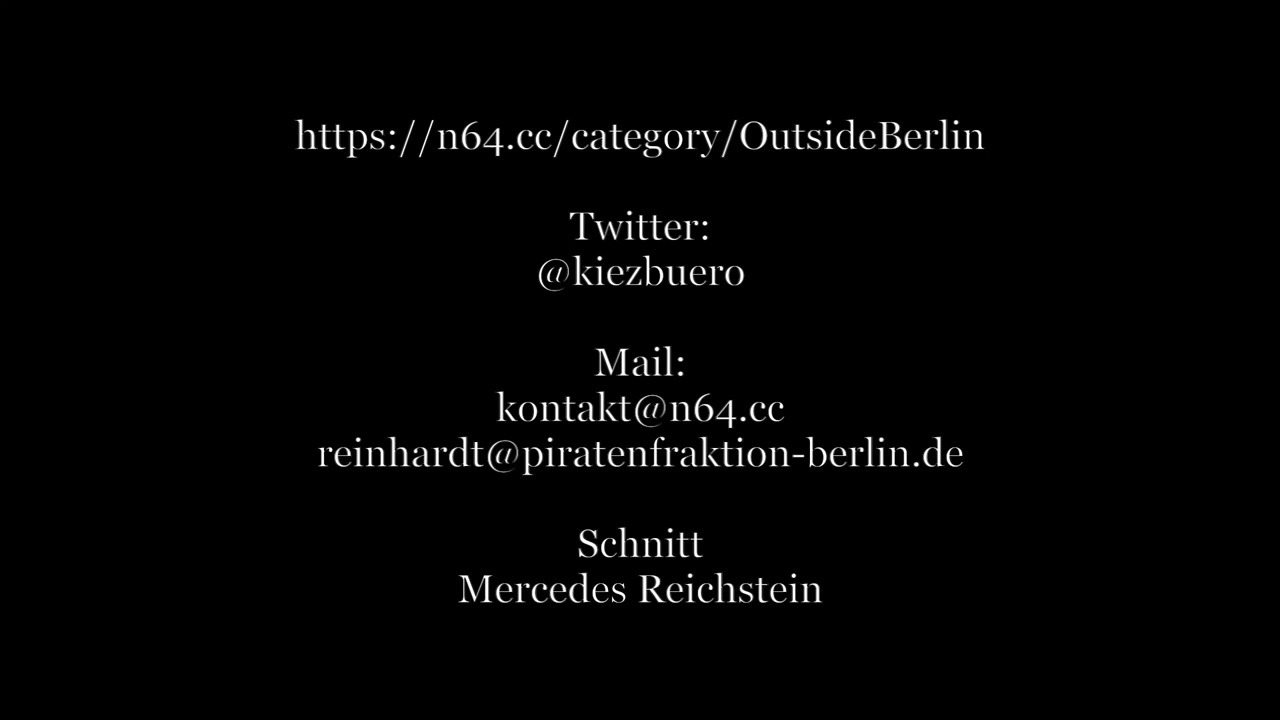 https://n64.cc/category/OutsideBerlin
Twitter:
@kiezbuero
Mail:
kontakt@n64.cc
reinhardt@piratenfraktion-berlin.de
Schnitt
Mercedes Reichstein